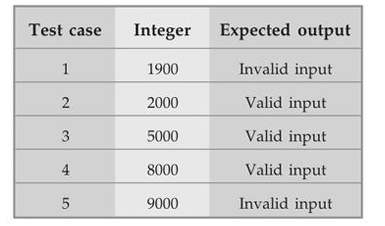 Test case Integer Expected output
1 1900 Invalid input
2 2000 Valid input
3 5000 Valid input
4 8000 Valid input
5 9000 Invalid input